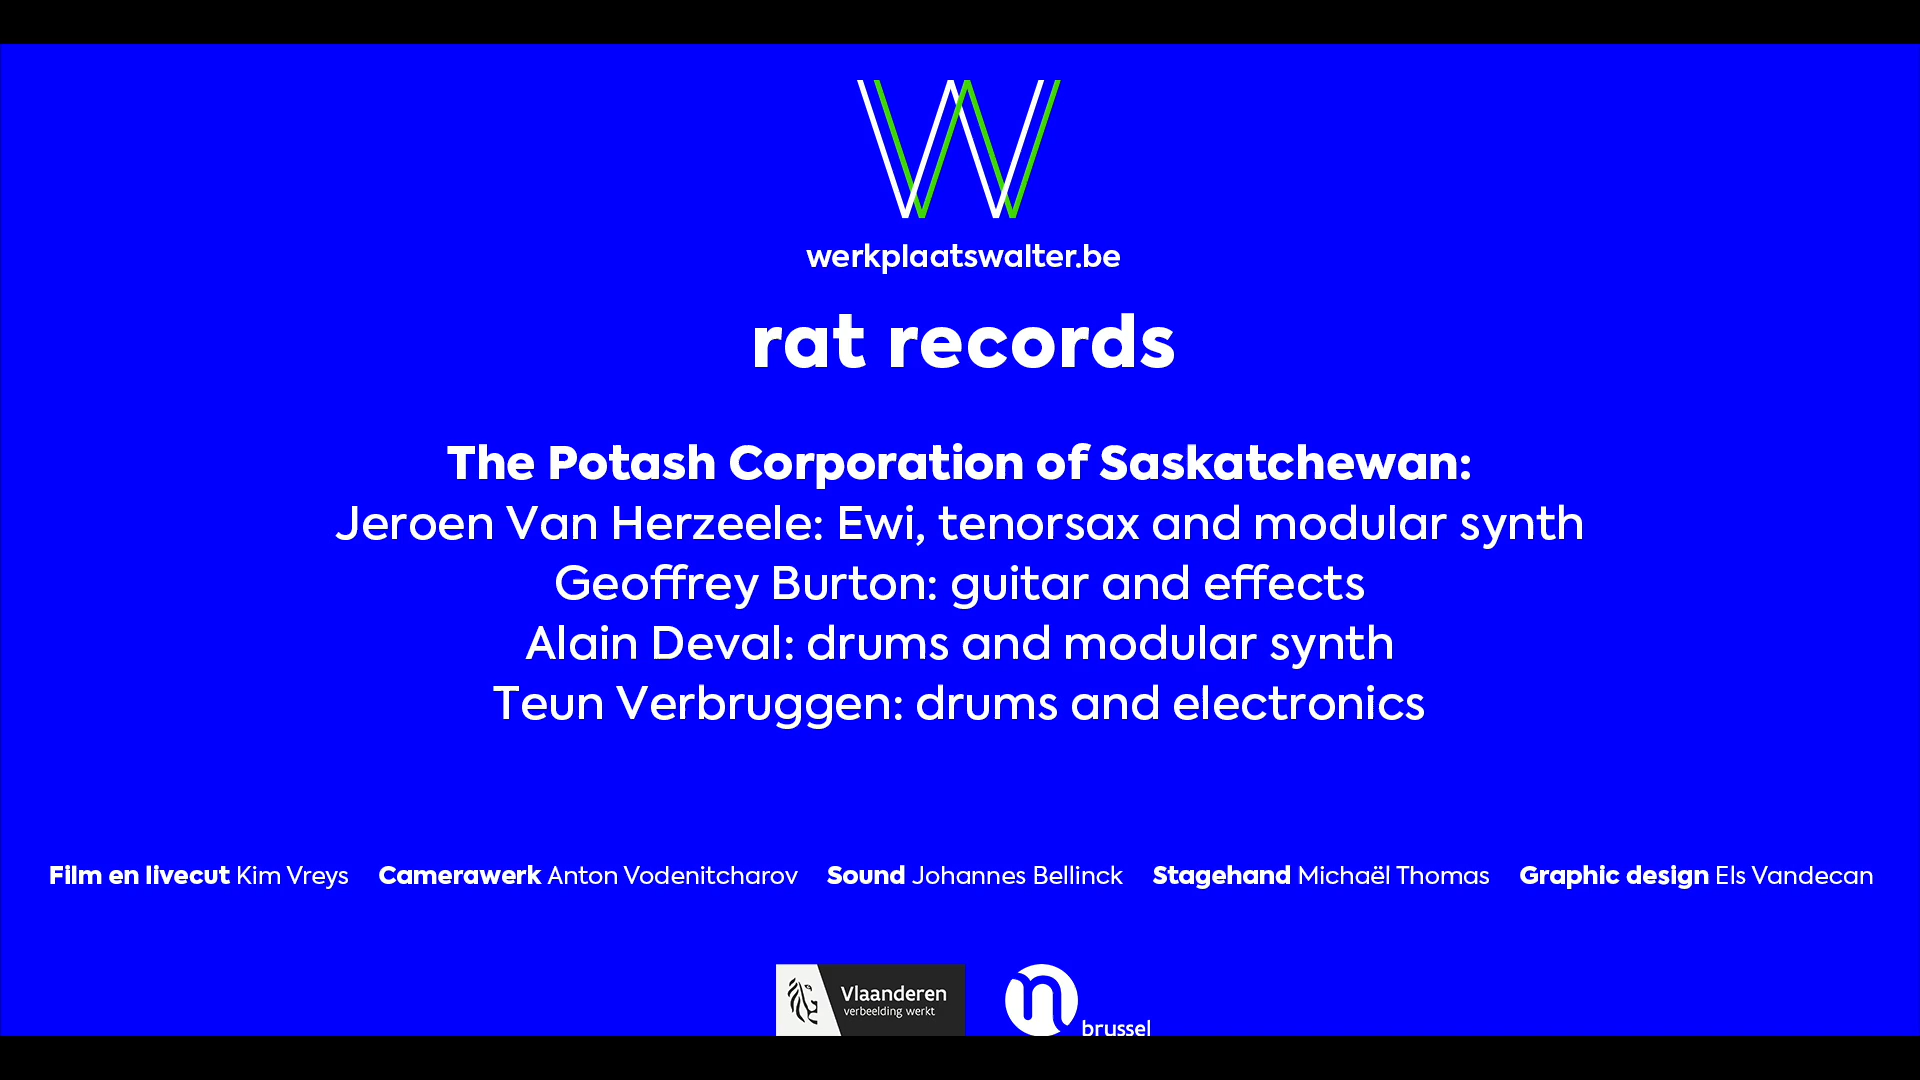 W
werkplaatswalter.be
rat records
The Potash Corporation of Saskatchewan:
Jeroen Van Herzeele: Ewi, tenorsax and modular synth
Geoffrey Burton: guitar and effects
Alain Deval: drums and modular synth
Teun Verbruggen: drums and electronics
Film en livecut Kim Vreys Camerawerk Anton Vodenitcharov Sound Johannes Bellinck Stagehand Michaël Thomas Graphic design Els Vandecan
Vlaanderen
verbeelding werkt
n brussel